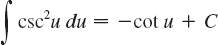 ∫ csc²u du = −cot u + C